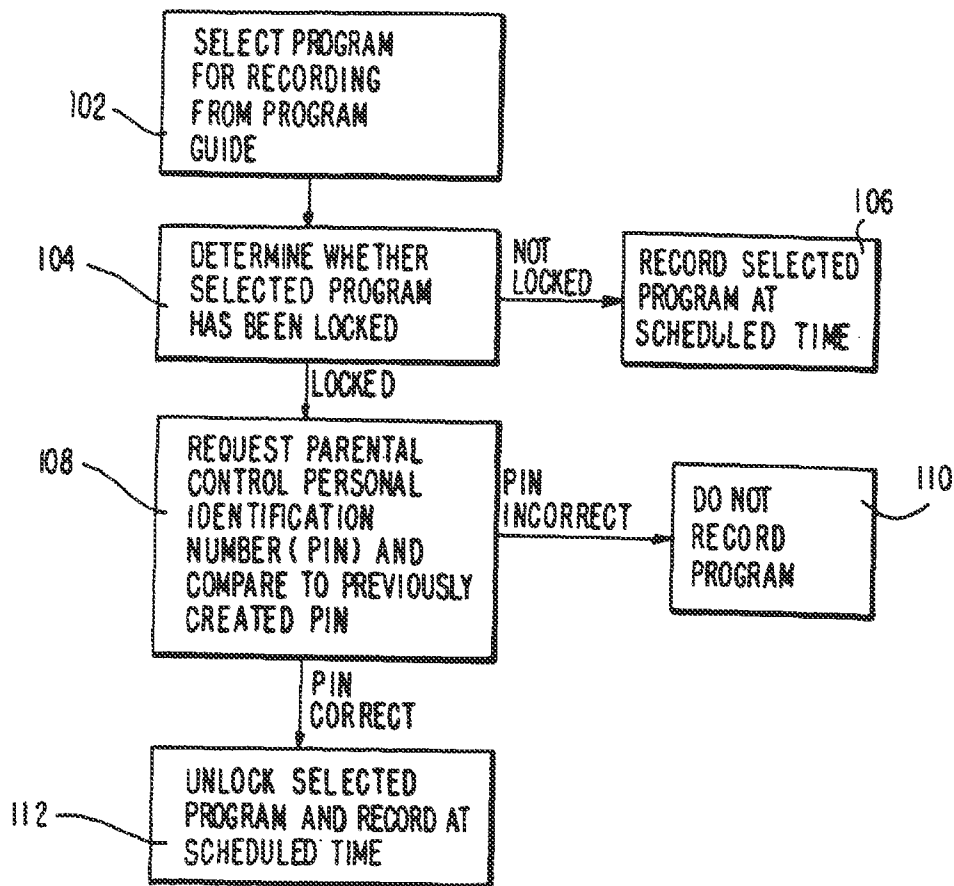 SELECT PROGRAM
FOR RECORDING
FROM PROGRAM
GUIDE
102
DETERMINE WHETHER
SELECTED PROGRAM
HAS BEEN LOCKED
104
NOT
LOCKED
106
RECORD SELECTED
PROGRAM AT
SCHEDULED TIME
LOCKED
REQUEST PARENTAL
CONTROL PERSONAL
IDENTIFICATION
NUMBER (PIN) AND
COMPARE TO PREVIOUSLY
CREATED PIN
108
PIN
INCORRECT
110
DO NOT
RECORD
PROGRAM
PIN
CORRECT
UNLOCK SELECTED
PROGRAM AND RECORD AT
SCHEDULED TIME
112